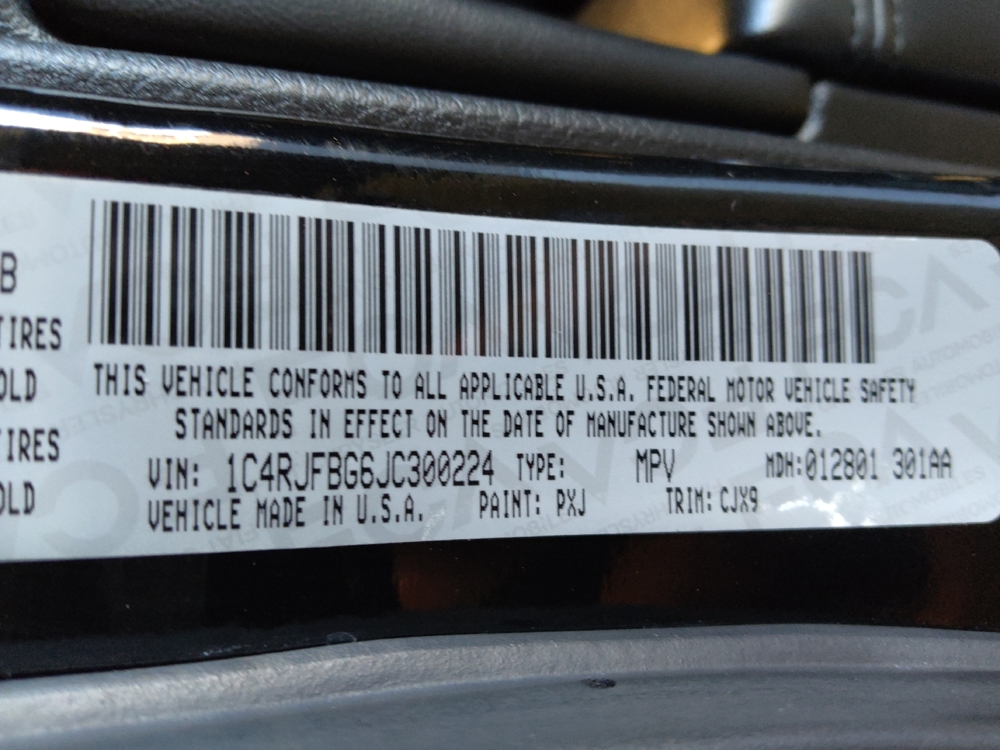 B
TIRES
OLD
TIRES
OLD
THIS VEHICLE CONFORMS TO ALL APPLICABLE U.S.A. FEDERAL MOTOR VEHICLE SAFETY
STANDARDS IN EFFECT ON THE DATE OF MANUFACTURE SHOWN ABOVE.
VIN: 1C4RJFBG6JC300224 TYPE: MPV MDH:012801 301AA
VEHICLE MADE IN U.S.A. PAINT: PXJ TRIM: CJX9